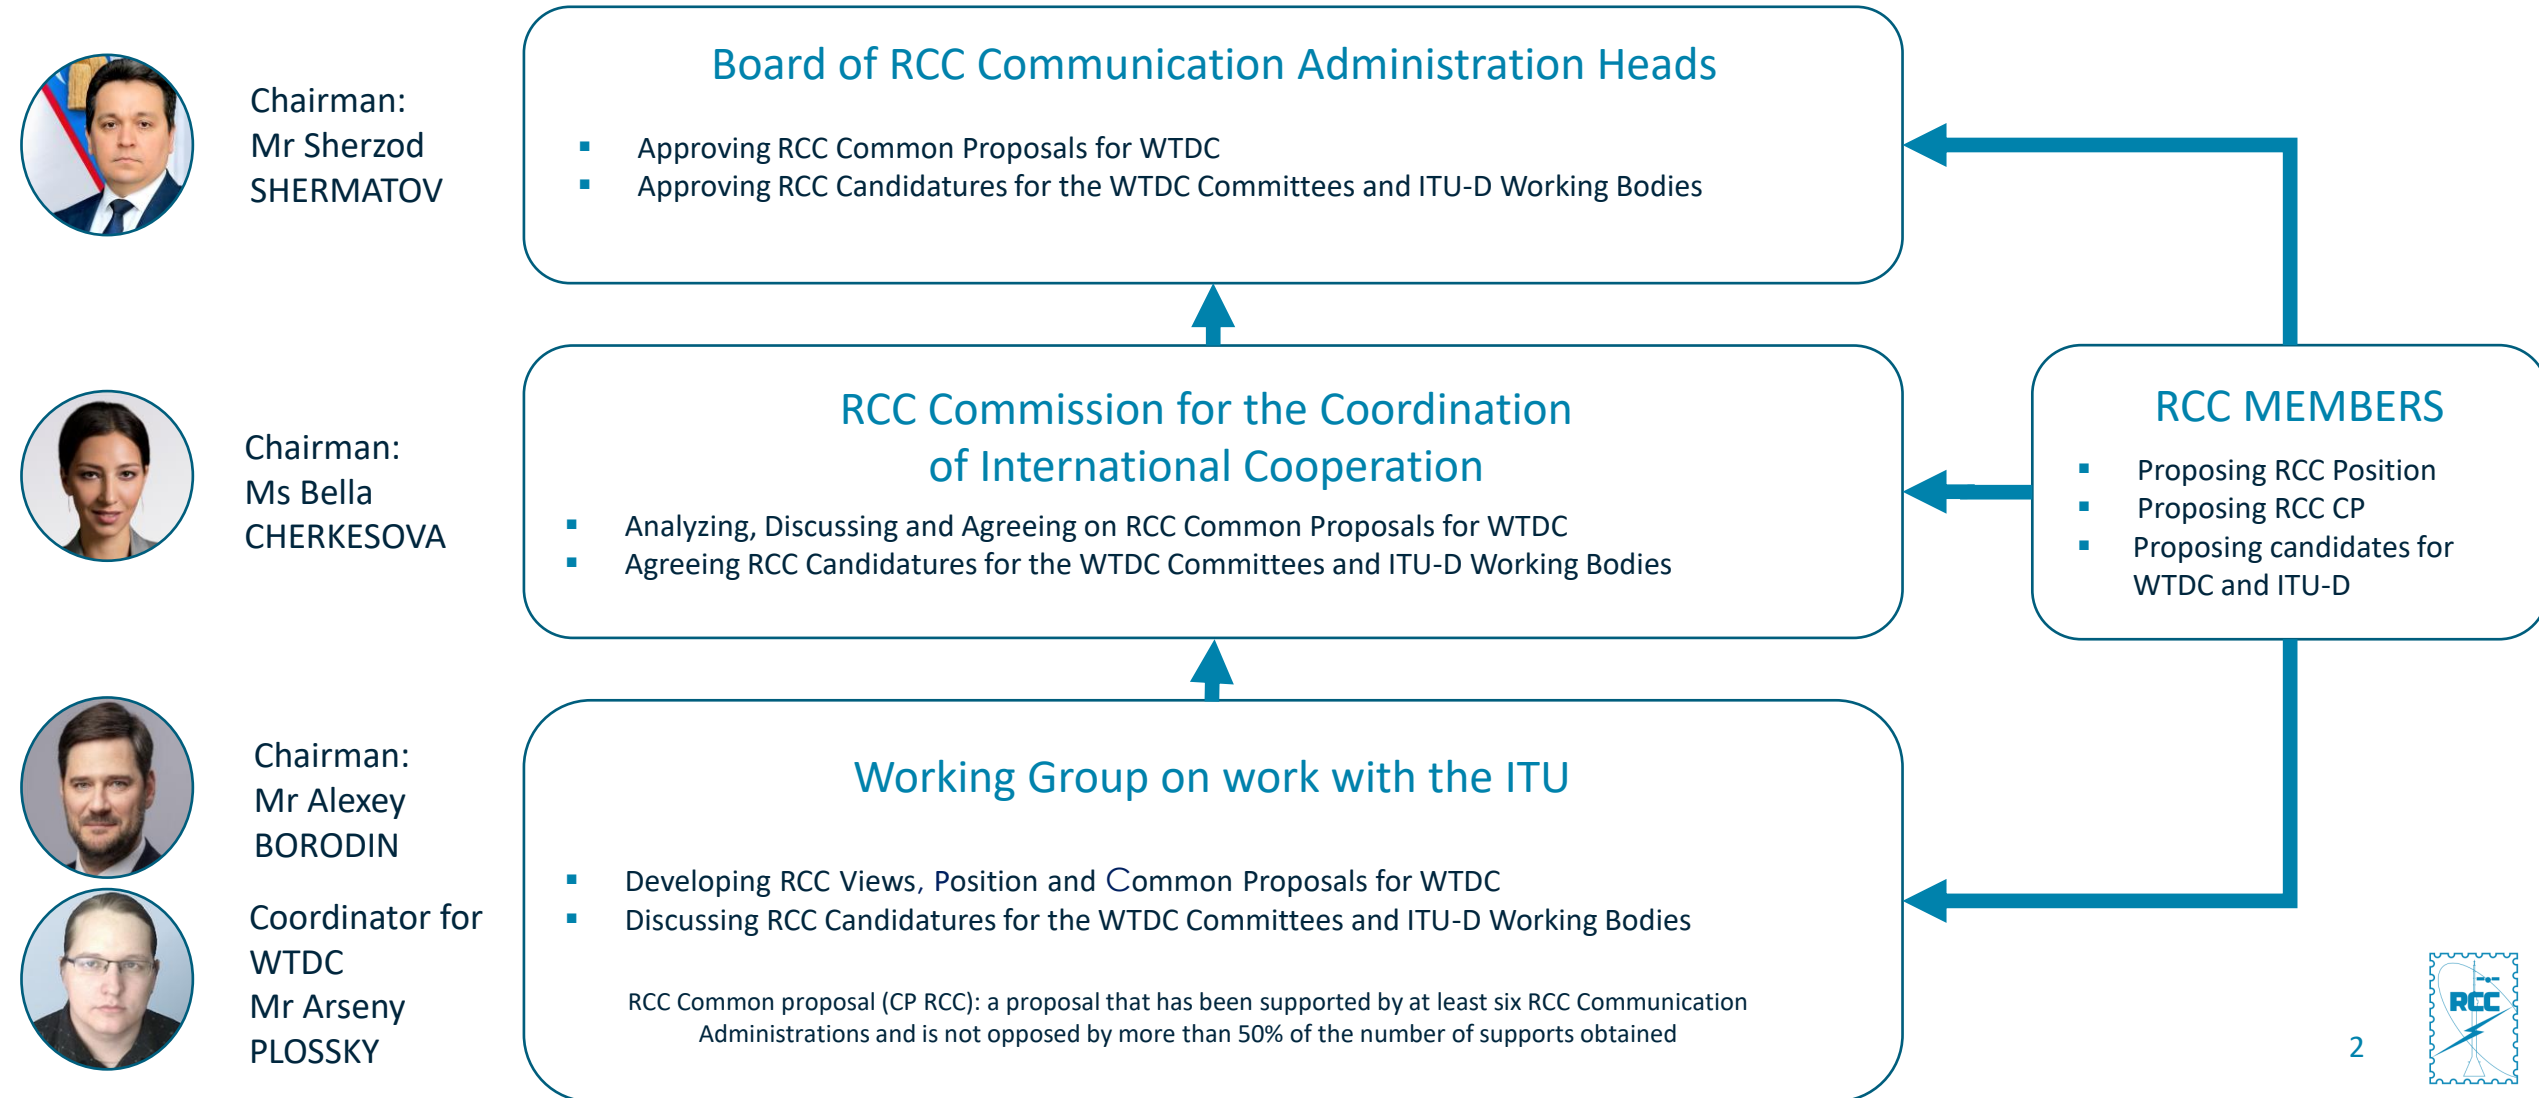 Chairman:
Mr Sherzod
SHERMATOV
Board of RCC Communication Administration Heads
▪ Approving RCC Common Proposals for WTDC
▪ Approving RCC Candidatures for the WTDC Committees and ITU-D Working Bodies
Chairman:
Ms Bella
CHERKESOVA
RCC Commission for the Coordination
of International Cooperation
▪ Analyzing, Discussing and Agreeing on RCC Common Proposals for WTDC
▪ Agreeing RCC Candidatures for the WTDC Committees and ITU-D Working Bodies
RCC MEMBERS
▪ Proposing RCC Position
▪ Proposing RCC CP
▪ Proposing candidates for
WTDC and ITU-D
Chairman:
Mr Alexey
BORODIN
Coordinator for
WTDC
Mr Arseny
PLOSSKY
Working Group on work with the ITU
▪ Developing RCC Views, Position and Common Proposals for WTDC
▪ Discussing RCC Candidatures for the WTDC Committees and ITU-D Working Bodies
RCC Common proposal (CP RCC): a proposal that has been supported by at least six RCC Communication
Administrations and is not opposed by more than 50% of the number of supports obtained
2
RCC